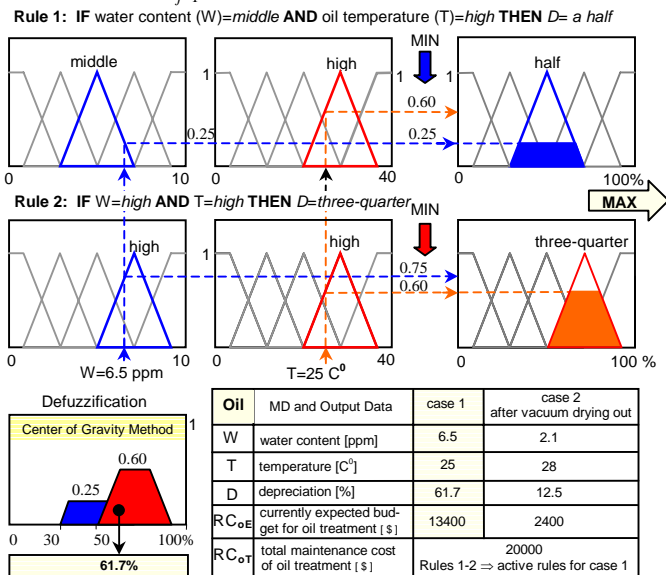 Rule 1: IF water content (W)=middle AND oil temperature (T)=high THEN D= a half
MIN
middle
high
half
1
1
1
0.60
0.25
0.25
0
10
0
40
0
100%
Rule 2: IF W=high AND T=high THEN D=three-quarter
MIN
MAX
high
high
three-quarter
1
1
0.75
0.60
0
10
0
40
0
100 %
W=6.5 ppm
T=25 C⁰
Defuzzification
Center of Gravity Method
1
0.60
0.25
0
30
50
100%
61.7%
Oil
MD and Output Data
case 1
case 2
after vacuum drying out
W
water content [ppm]
6.5
2.1
T
temperature [C⁰]
25
28
D
depreciation [%]
61.7
12.5
RCoE
currently expected bud-
get for oil treatment [ $ ]
13400
2400
RCoT
total maintenance cost
of oil treatment [ $ ]
20000
Rules 1-2 ⇒ active rules for case 1